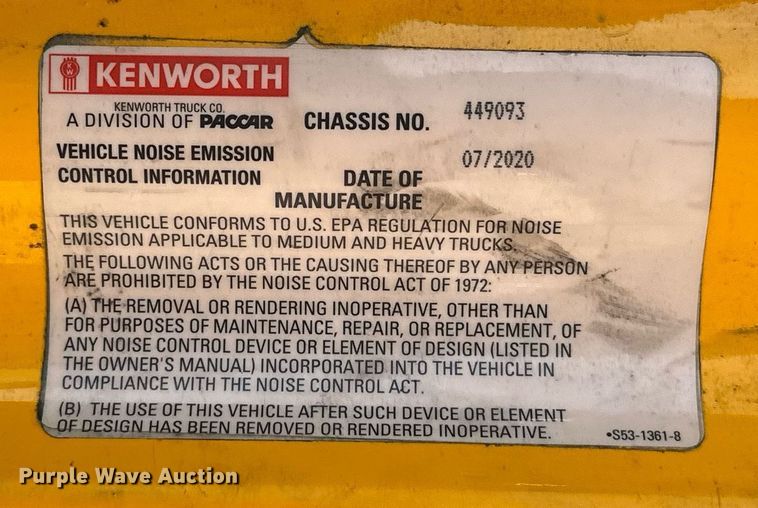 KENWORTH
KENWORTH TRUCK CO.
A DIVISION OF PACCAR
CHASSIS NO. 449093
VEHICLE NOISE EMISSION
CONTROL INFORMATION
DATE OF
MANUFACTURE
07/2020
THIS VEHICLE CONFORMS TO U.S. EPA REGULATION FOR NOISE
EMISSION APPLICABLE TO MEDIUM AND HEAVY TRUCKS.
THE FOLLOWING ACTS OR THE CAUSING THEREOF BY ANY PERSON
ARE PROHIBITED BY THE NOISE CONTROL ACT OF 1972:
(A) THE REMOVAL OR RENDERING INOPERATIVE, OTHER THAN
FOR PURPOSES OF MAINTENANCE, REPAIR, OR REPLACEMENT, OF
ANY NOISE CONTROL DEVICE OR ELEMENT OF DESIGN (LISTED IN
THE OWNER'S MANUAL) INCORPORATED INTO THE VEHICLE IN
COMPLIANCE WITH THE NOISE CONTROL ACT.
(B) THE USE OF THIS VEHICLE AFTER SUCH DEVICE OR ELEMENT
OF DESIGN HAS BEEN REMOVED OR RENDERED INOPERATIVE.
•S53-1361-8
Purple Wave Auction